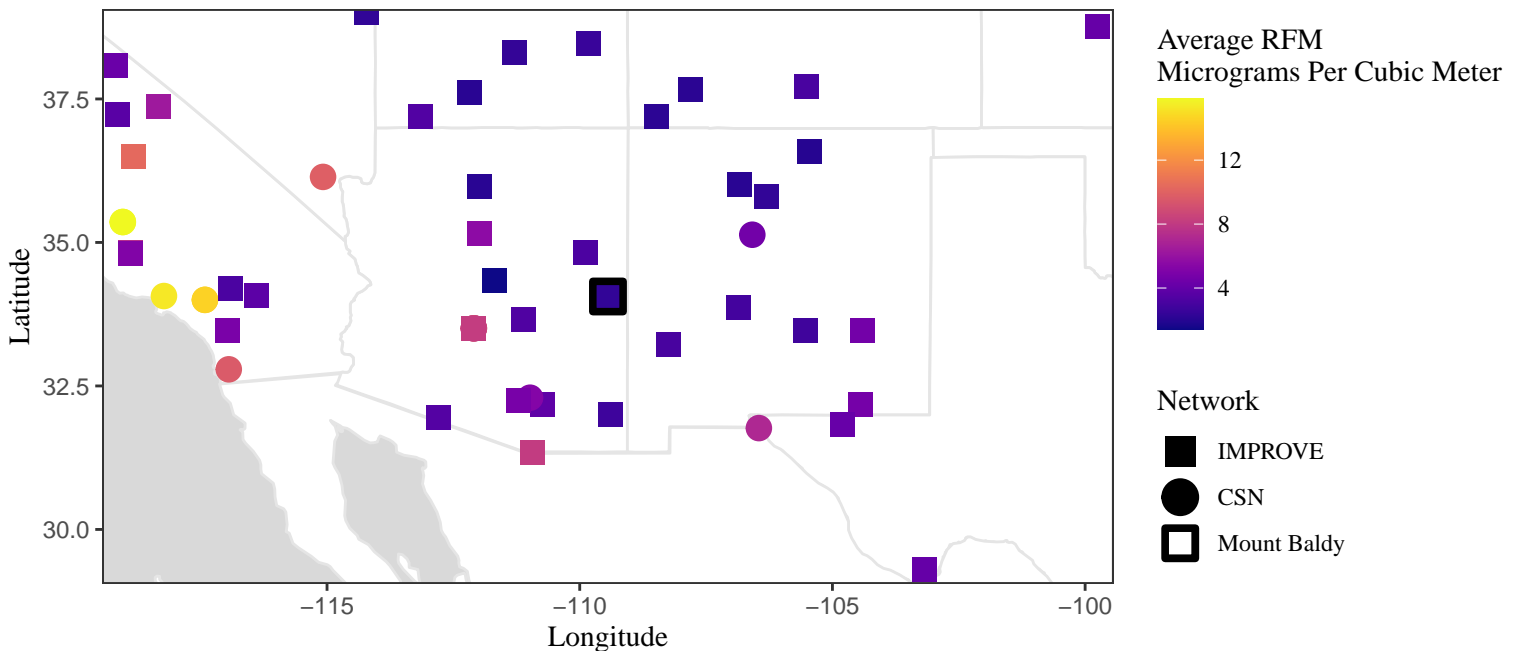 Average RFM
Micrograms Per Cubic Meter
12
8
4
Network
IMPROVE
CSN
Mount Baldy
Latitude
37.5
35.0
32.5
30.0
−115
−110
−105
−100
Longitude